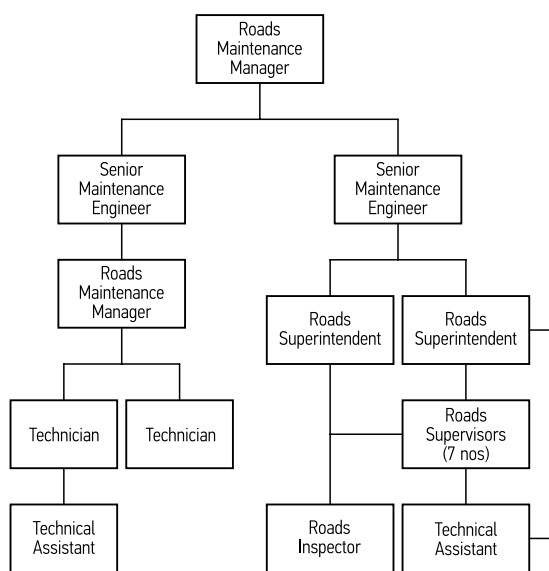 Roads
Maintenance
Manager
Senior
Maintenance
Engineer
Senior
Maintenance
Engineer
Roads
Maintenance
Manager
Roads
Superintendent
Roads
Superintendent
Technician
Technician
Roads
Supervisors
(7 nos)
Technical
Assistant
Roads
Inspector
Technical
Assistant